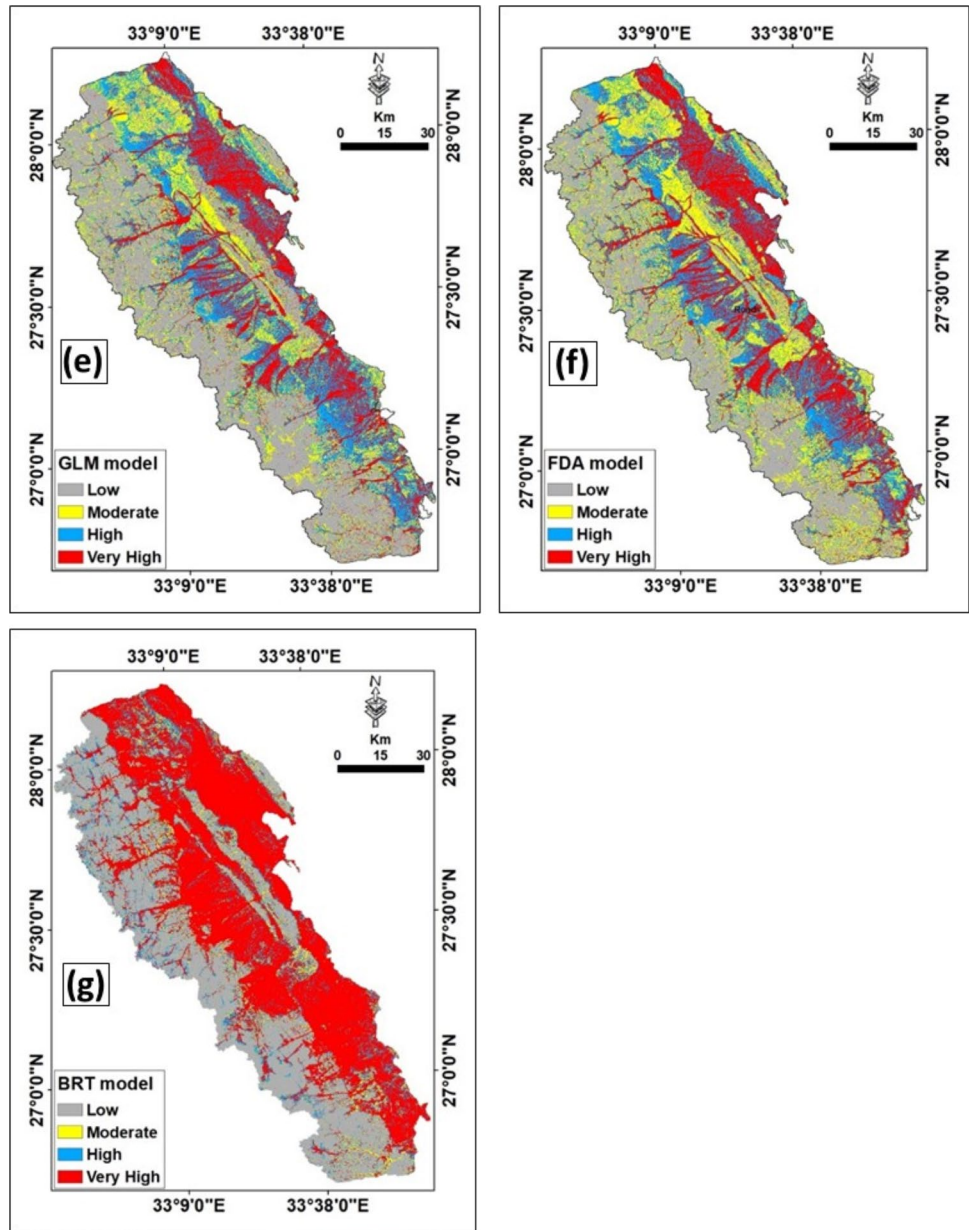 33°9'0"E 33°38'0"E
N
Km
0 15 30
28°0'0"N
27°30'0"N
27°0'0"N
28°0'0"N
27°30'0"N
27°0'0"N
(e)
GLM model
Low
Moderate
High
Very High
33°9'0"E 33°38'0"E
33°9'0"E 33°38'0"E
N
Km
0 15 30
28°0'0"N
27°30'0"N
27°0'0"N
28°0'0"N
27°30'0"N
27°0'0"N
(f)
FDA model
Low
Moderate
High
Very High
33°9'0"E 33°38'0"E
33°9'0"E 33°38'0"E
N
Km
0 15 30
28°0'0"N
27°30'0"N
27°0'0"N
28°0'0"N
27°30'0"N
27°0'0"N
(g)
BRT model
Low
Moderate
High
Very High
33°9'0"E 33°38'0"E